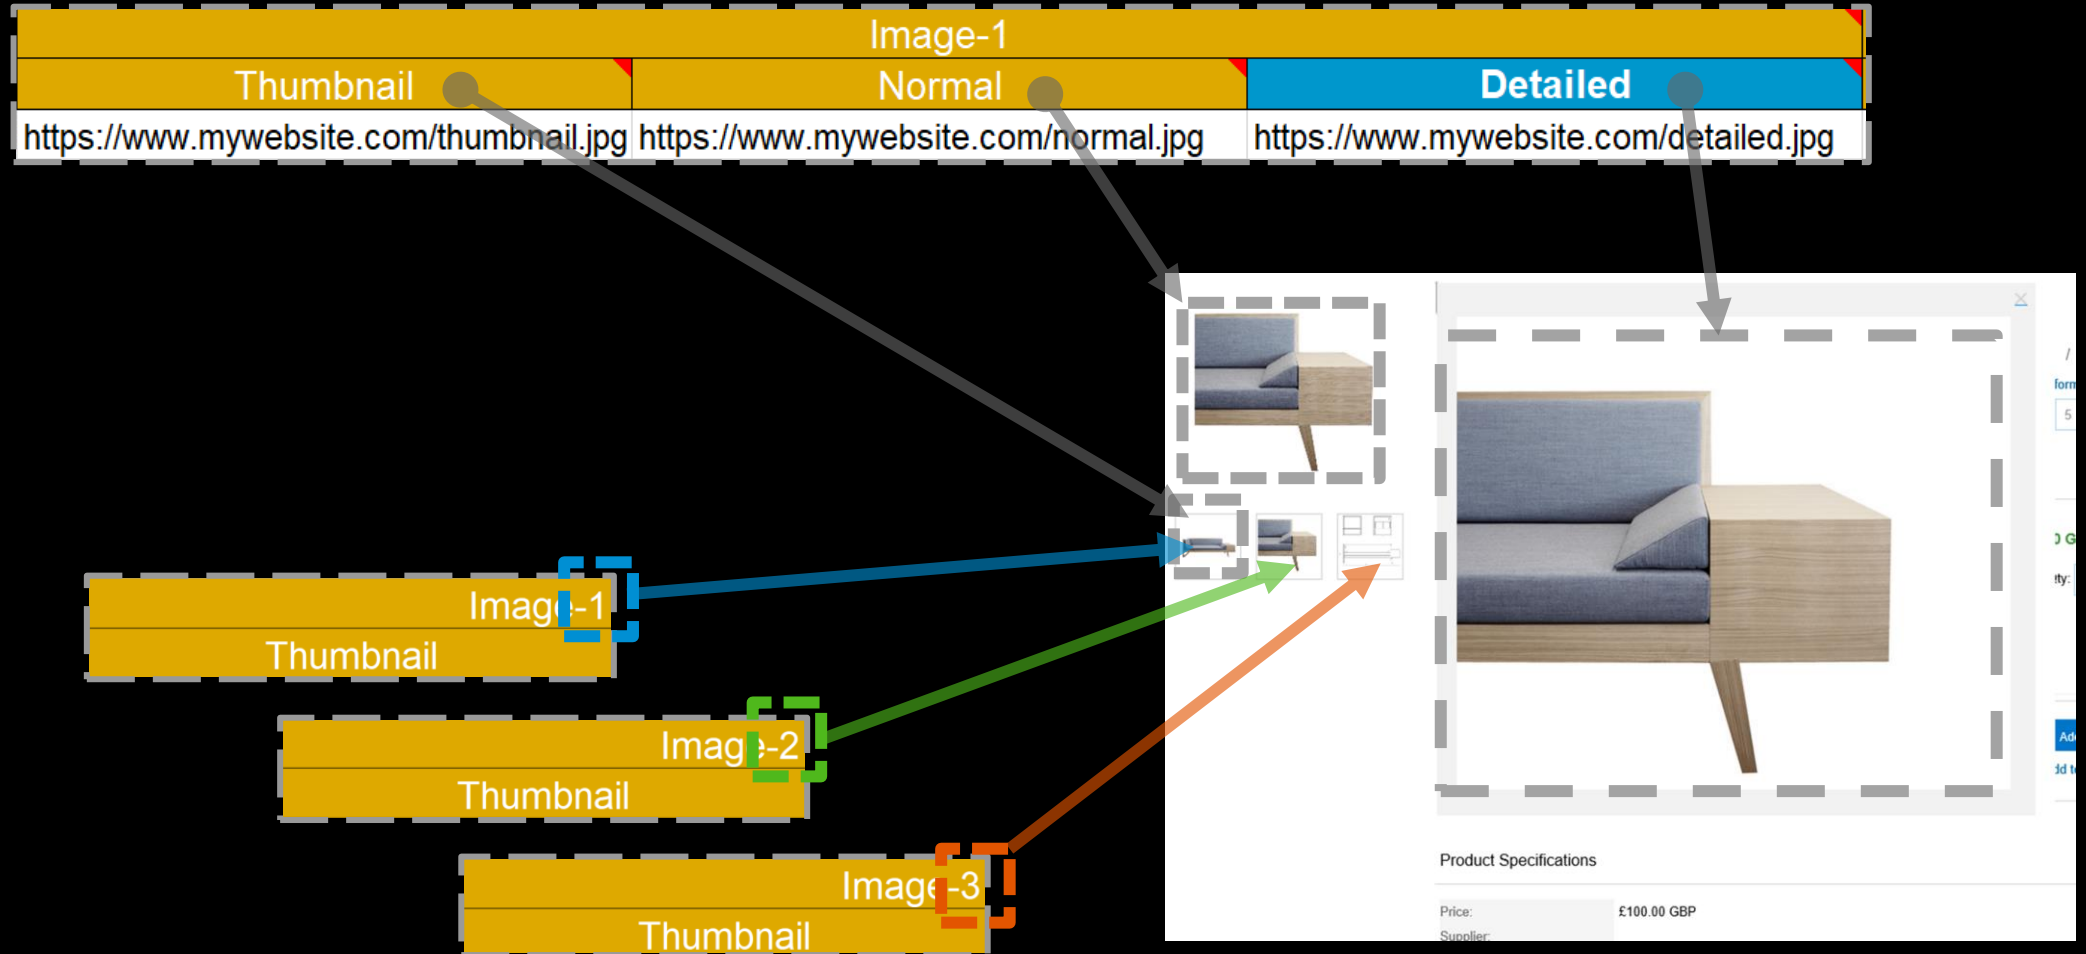 Image-1
Thumbnail Normal Detailed
https://www.mywebsite.com/thumbnail.jpg https://www.mywebsite.com/normal.jpg https://www.mywebsite.com/detailed.jpg
/
5
Image-1
Thumbnail
Image-2
Thumbnail
Image-3
Thumbnail
Product Specifications
Price: £100.00 GBP
Supplier: